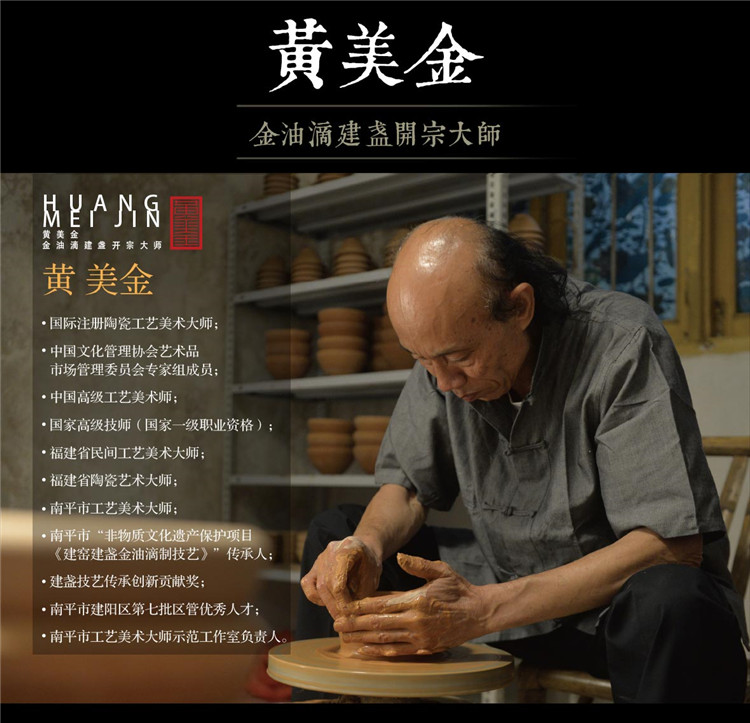 黄美金
金油滴建盏開宗大師
HUANG
MEI JIN
黄美金
金油滴建盏开宗大师
黄美金
• 国际注册陶瓷工艺美术大师；
• 中国文化管理协会艺术品
市场管理委员会专家组成员；
• 中国高级工艺美术师；
• 国家高级技师（国家一级职业资格）；
• 福建省民间工艺美术大师；
• 福建省陶瓷艺术大师；
• 南平市工艺美术大师；
• 南平市“非物质文化遗产保护项目
《建窑建盏金油滴制技艺》”传承人；
• 建盏技艺传承创新贡献奖；
• 南平市建阳区第七批区管优秀人才；
• 南平市工艺美术大师示范工作室负责人。